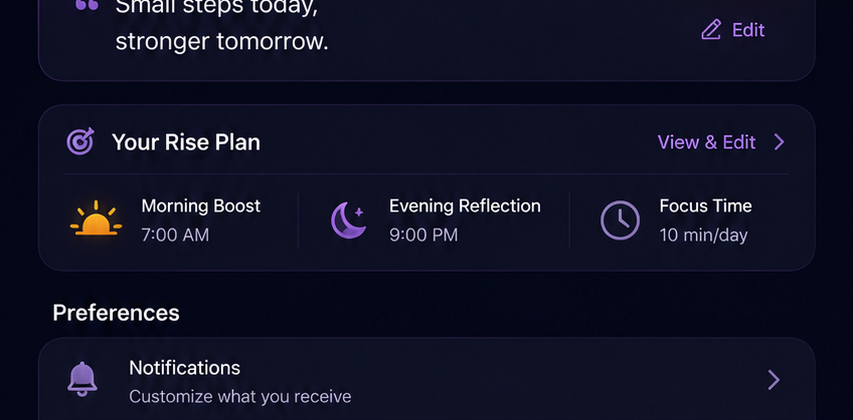 Small steps today,
stronger tomorrow.
Edit
Your Rise Plan
View & Edit
Morning Boost
7:00 AM
Evening Reflection
9:00 PM
Focus Time
10 min/day
Preferences
Notifications
Customize what you receive